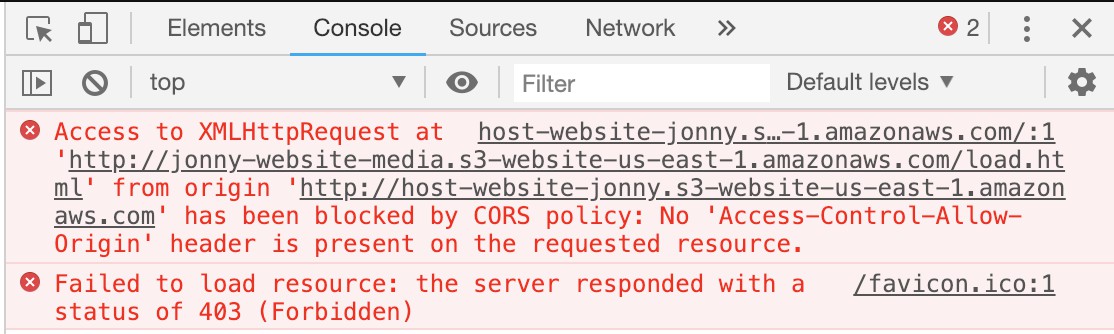 Elements Console Sources Network » 2
top ▼ Filter Default levels ▼
Access to XMLHttpRequest at host-website-jonny.s…-1.amazonaws.com/:1
'http://jonny-website-media.s3-website-us-east-1.amazonaws.com/load.ht
ml' from origin 'http://host-website-jonny.s3-website-us-east-1.amazon
aws.com' has been blocked by CORS policy: No 'Access-Control-Allow-
Origin' header is present on the requested resource.
Failed to load resource: the server responded with a /favicon.ico:1
status of 403 (Forbidden)